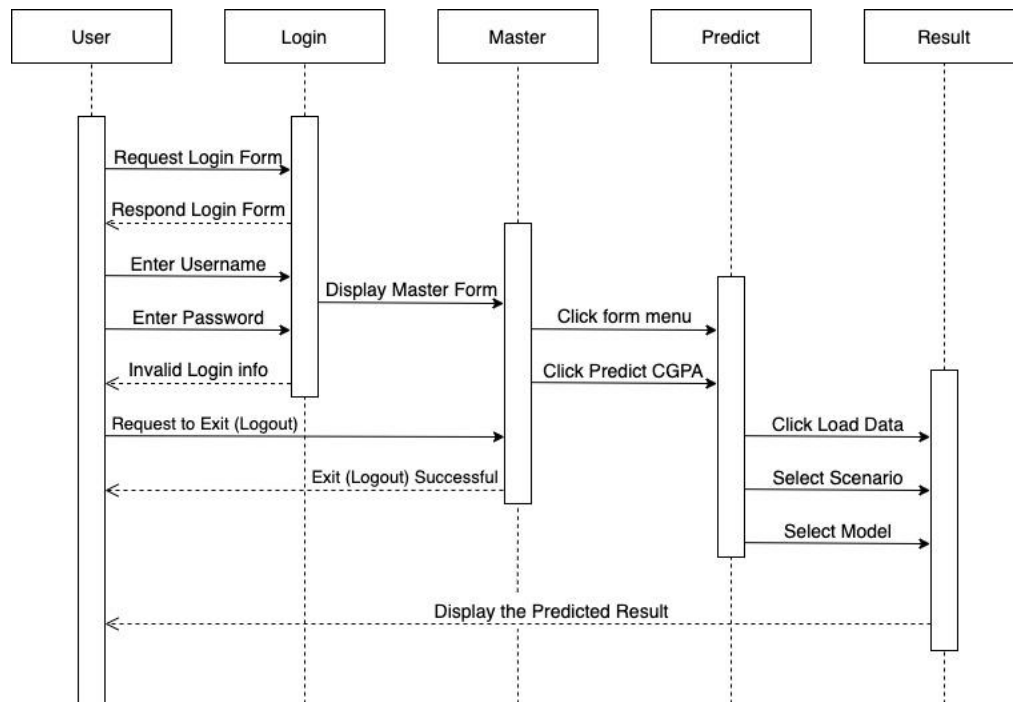 User
Login
Master
Predict
Result
Request Login Form
Respond Login Form
Enter Username
Display Master Form
Enter Password
Click form menu
Invalid Login info
Click Predict CGPA
Request to Exit (Logout)
Click Load Data
Exit (Logout) Successful
Select Scenario
Select Model
Display the Predicted Result